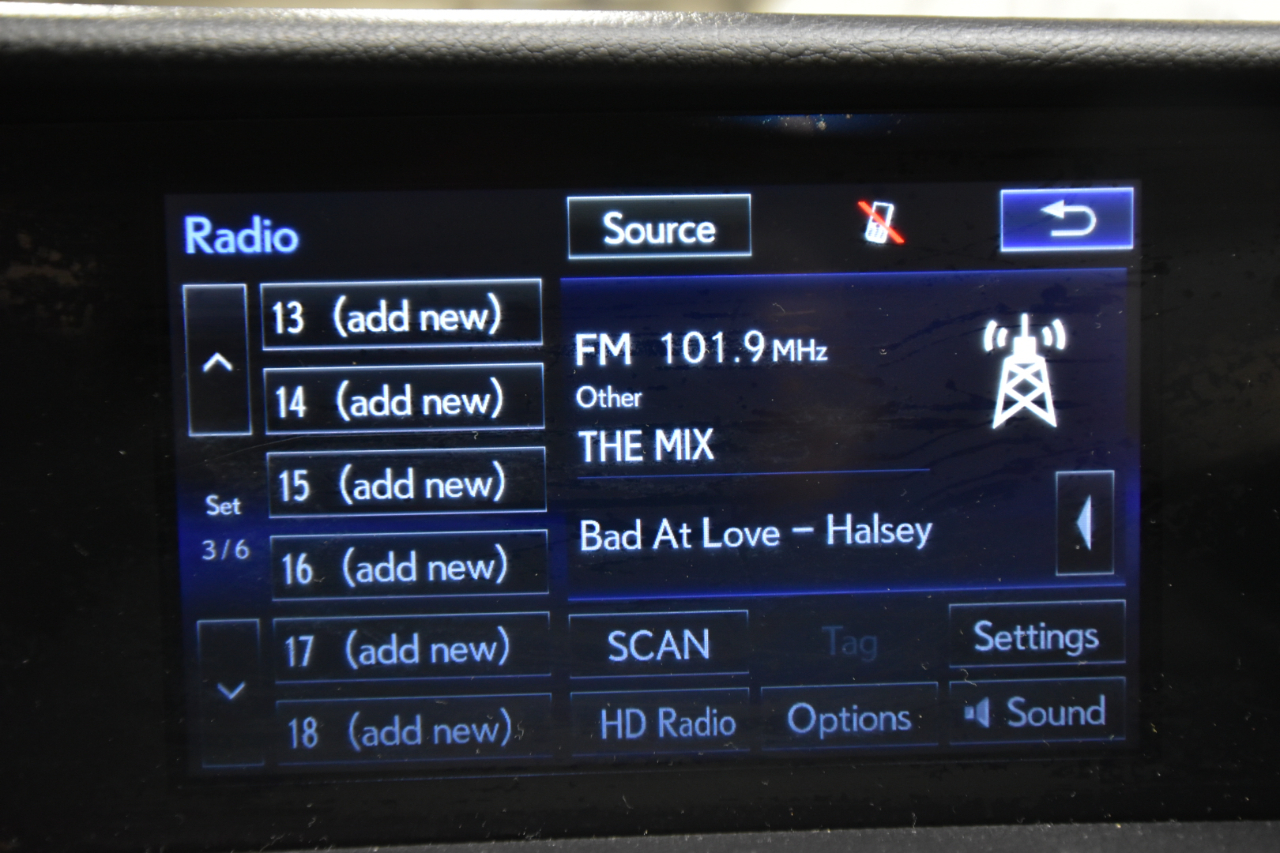 Radio
Source
13 (add new)
14 (add new)
15 (add new)
16 (add new)
17 (add new)
18 (add new)
Set
3/6
FM 101.9 MHz
Other
THE MIX
Bad At Love – Halsey
SCAN
Tag
Settings
HD Radio
Options
Sound